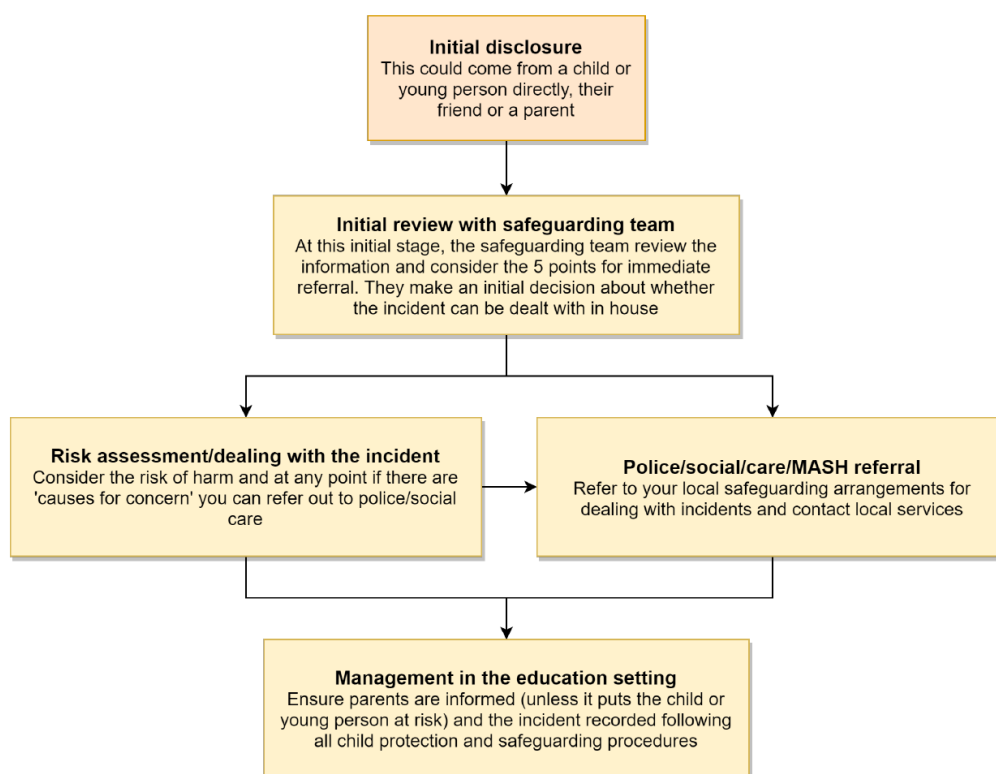 Initial disclosure
This could come from a child or
young person directly, their
friend or a parent
Initial review with safeguarding team
At this initial stage, the safeguarding team review the
information and consider the 5 points for immediate
referral. They make an initial decision about whether
the incident can be dealt with in house
Risk assessment/dealing with the incident
Consider the risk of harm and at any point if there are
'causes for concern' you can refer out to police/social
care
Police/social/care/MASH referral
Refer to your local safeguarding arrangements for
dealing with incidents and contact local services
Management in the education setting
Ensure parents are informed (unless it puts the child or
young person at risk) and the incident recorded following
all child protection and safeguarding procedures